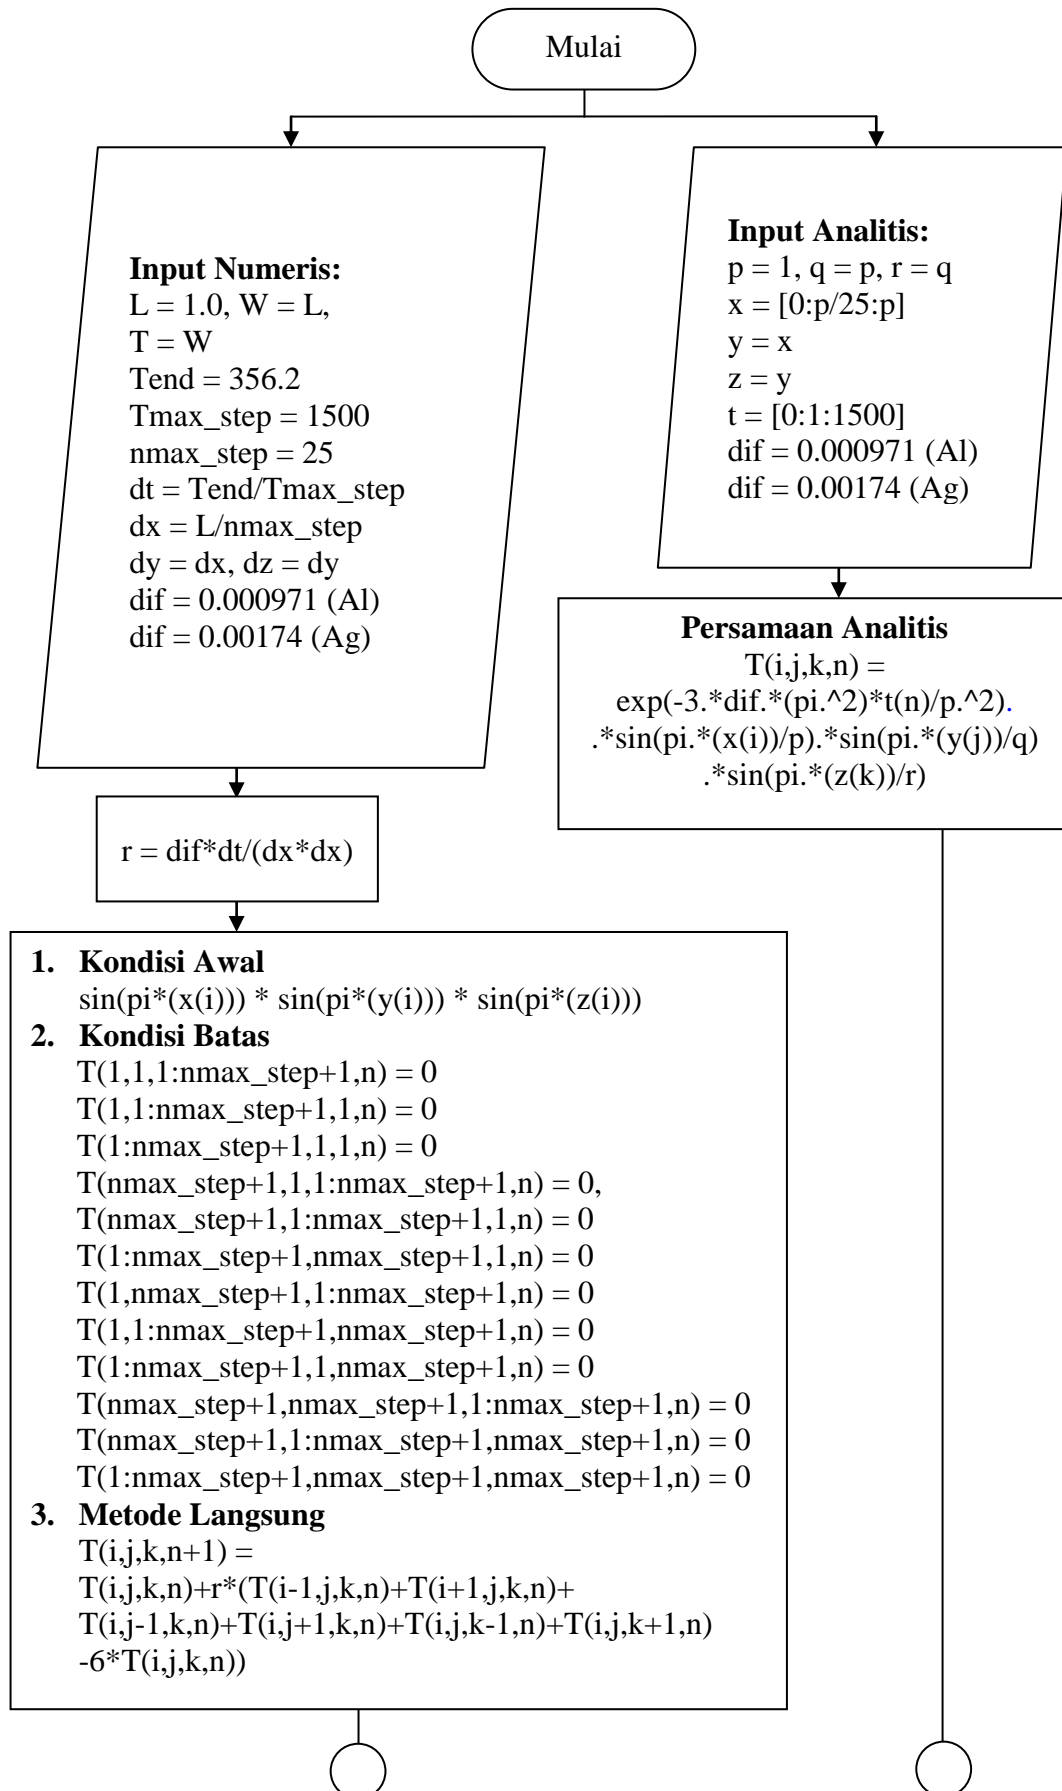 Mulai
Input Numeris:
L = 1.0, W = L,
T = W
Tend = 356.2
Tmax_step = 1500
nmax_step = 25
dt = Tend/Tmax_step
dx = L/nmax_step
dy = dx, dz = dy
dif = 0.000971 (Al)
dif = 0.00174 (Ag)
r = dif*dt/(dx*dx)
1. Kondisi Awal
sin(pi*(x(i))) * sin(pi*(y(i))) * sin(pi*(z(i)))
2. Kondisi Batas
T(1,1,1:nmax_step+1,n) = 0
T(1,1:nmax_step+1,1,n) = 0
T(1:nmax_step+1,1,1,n) = 0
T(nmax_step+1,1,1:nmax_step+1,n) = 0,
T(nmax_step+1,1:nmax_step+1,1,n) = 0
T(1:nmax_step+1,nmax_step+1,1,n) = 0
T(1,nmax_step+1,1:nmax_step+1,n) = 0
T(1,1:nmax_step+1,nmax_step+1,n) = 0
T(1:nmax_step+1,1,nmax_step+1,n) = 0
T(nmax_step+1,nmax_step+1,1:nmax_step+1,n) = 0
T(nmax_step+1,1:nmax_step+1,nmax_step+1,n) = 0
T(1:nmax_step+1,nmax_step+1,nmax_step+1,n) = 0
3. Metode Langsung
T(i,j,k,n+1) =
T(i,j,k,n)+r*(T(i-1,j,k,n)+T(i+1,j,k,n)+
T(i,j-1,k,n)+T(i,j+1,k,n)+T(i,j,k-1,n)+T(i,j,k+1,n)
-6*T(i,j,k,n))
Input Analitis:
p = 1, q = p, r = q
x = [0:p/25:p]
y = x
z = y
t = [0:1:1500]
dif = 0.000971 (Al)
dif = 0.00174 (Ag)
Persamaan Analitis
T(i,j,k,n) =
exp(-3.*dif.*(pi.^2)*t(n)/p.^2).
.*sin(pi.*(x(i))/p).*sin(pi.*(y(j))/q)
.*sin(pi.*(z(k))/r)